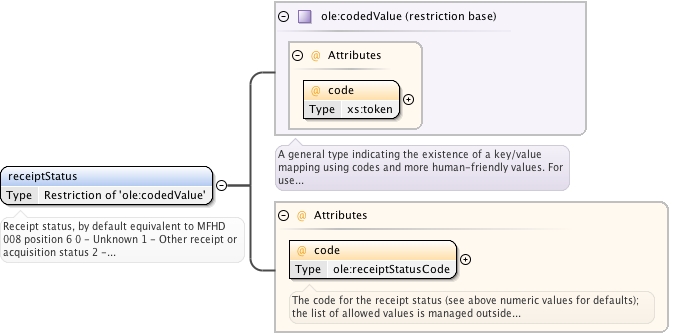 ole:codedValue (restriction base)
@ Attributes
@ code
Type xs:token
A general type indicating the existence of a key/value
mapping using codes and more human-friendly values. For
use...
receiptStatus
Type Restriction of 'ole:codedValue'
Receipt status, by default equivalent to MFHD
008 position 6 0 - Unknown 1 - Other receipt or
acquisition status 2 -...
@ Attributes
@ code
Type ole:receiptStatusCode
The code for the receipt status (see above numeric values for defaults);
the list of allowed values is managed outside...